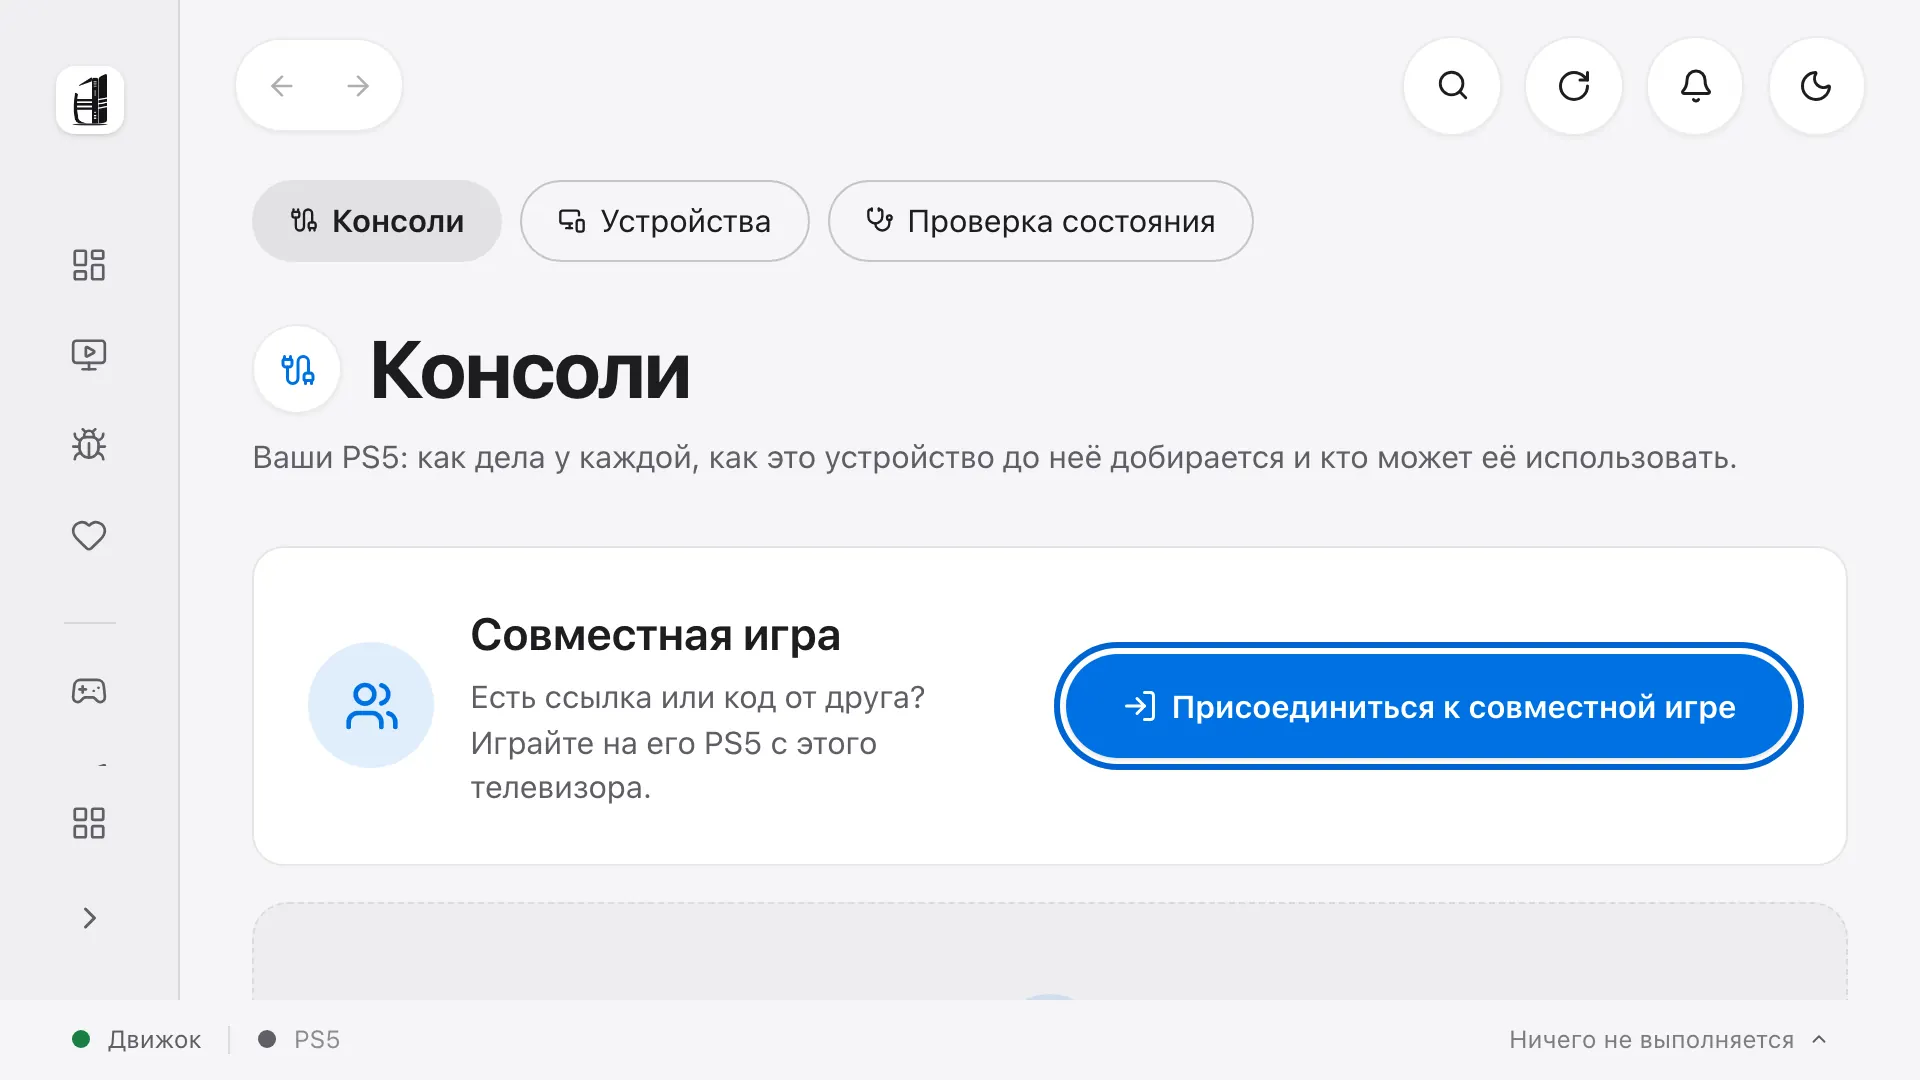 Консоли
Устройства
Проверка состояния
Консоли
Ваши PS5: как дела у каждой, как это устройство до неё добирается и кто может её использовать.
Совместная игра
Есть ссылка или код от друга?
Играйте на его PS5 с этого
телевизора.
Присоединиться к совместной игре
Движок
PS5
Ничего не выполняется